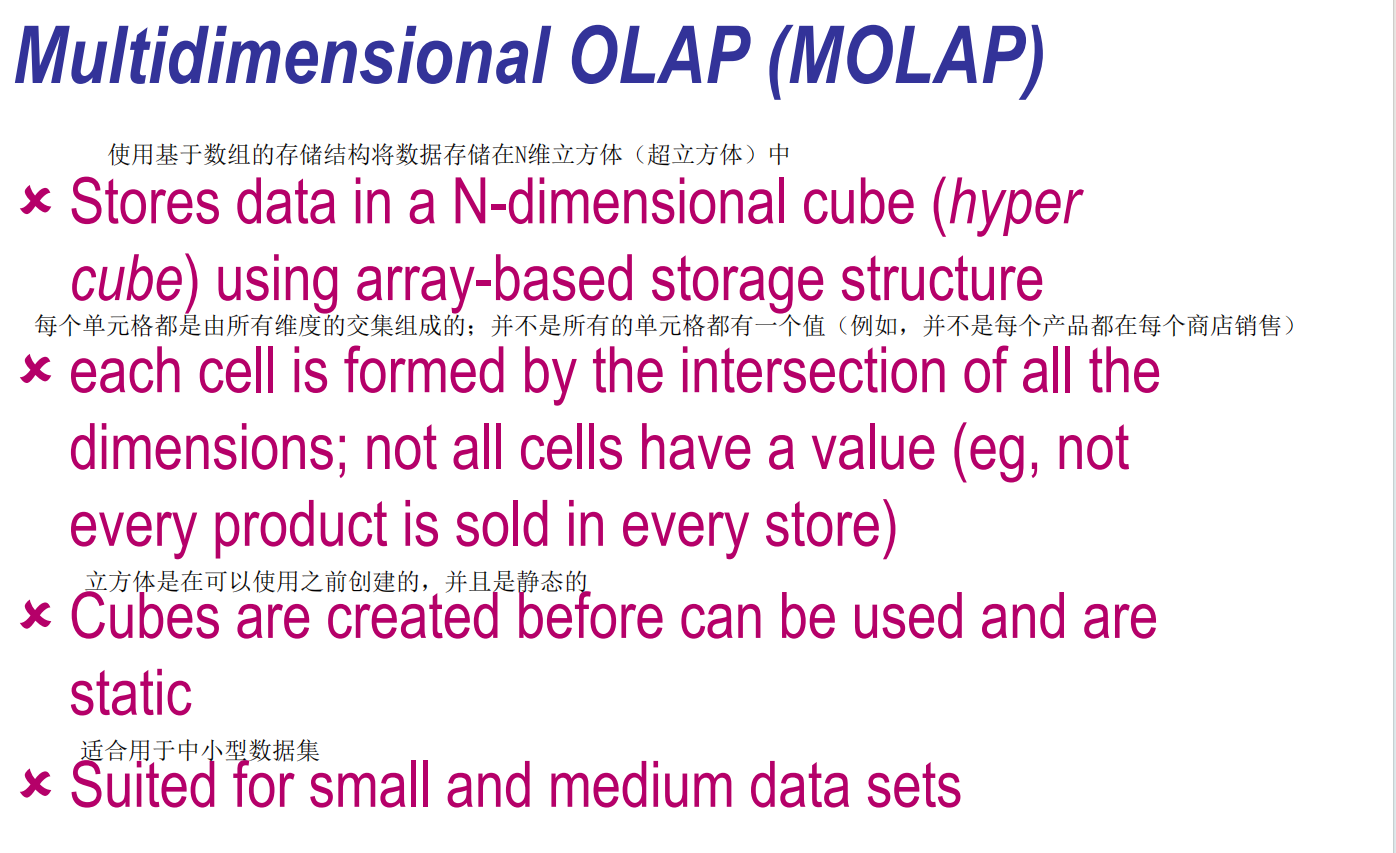 Multidimensional OLAP (MOLAP)
使用基于数组的存储结构将数据存储在N维立方体（超立方体）中
Stores data in a N-dimensional cube (hyper
cube) using array-based storage structure
每个单元格都是由所有维度的交集组成的；并不是所有的单元格都有一个值（例如，并不是每个产品都在每个商店销售）
each cell is formed by the intersection of all the
dimensions; not all cells have a value (eg, not
every product is sold in every store)
立方体是在可以使用之前创建的，并且是静态的
Cubes are created before can be used and are
static
适合用于中小型数据集
Suited for small and medium data sets